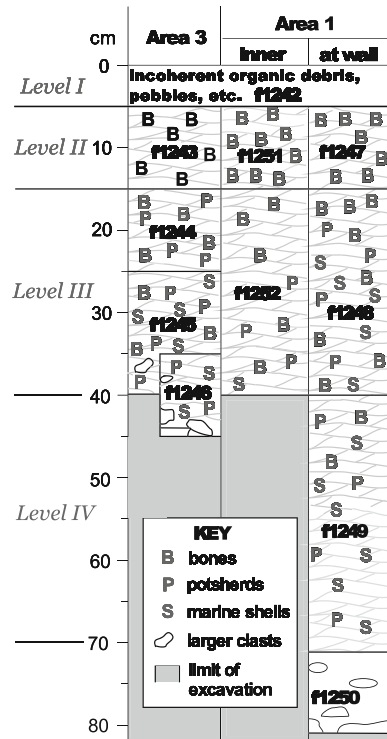 Area 3
Area 1
cm
inner
at wall
0
Level I
Incoherent organic debris,
pebbles, etc. f1242
B B B B B B B
B B B B B
Level II
10
f1243 B f1251 B f1247 B
B B B B B B B
Level III
B P B B B B
P B B
20
f1244 P B
B P B P B S P
S P S B
B P f1252 P S
30
S S P f1248
f1245 B P B B B
B P S
P S B P P B
P f1246 S B B
40
S P P B
S
B
50
S P
S
Level IV
f1249
P S
60
S
P S
70
f1250
80
KEY
B bones
P potsherds
S marine shells
larger clasts
limit of
excavation